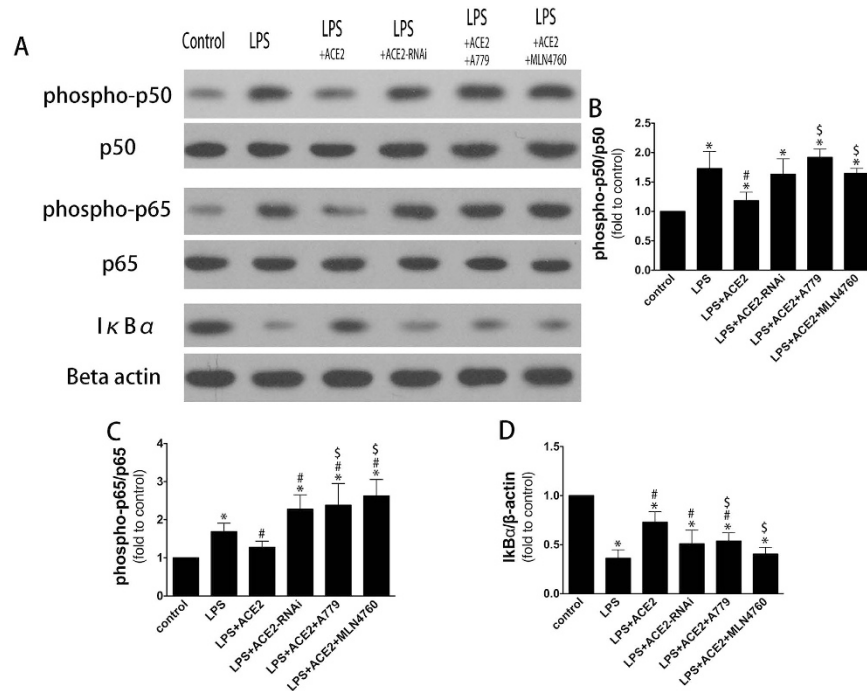 A
Control
LPS
LPS
+ACE2
LPS
+ACE2-RNAi
LPS
+ACE2
+A779
LPS
+ACE2
+MLN4760
phospho-p50
p50
phospho-p65
p65
IκBα
Beta actin
B
phospho-p50/p50
(fold to control)
2.5
2.0
1.5
1.0
0.5
0.0
*
#
*
*
$
*
$
*
control
LPS
LPS+ACE2
LPS+ACE2-RNAi
LPS+ACE2+A779
LPS+ACE2+MLN4760
C
phospho-p65/p65
(fold to control)
4
3
2
1
0
*
#
#
*
$
#
*
$
#
*
control
LPS
LPS+ACE2
LPS+ACE2-RNAi
LPS+ACE2+A779
LPS+ACE2+MLN4760
D
IkBα/β-actin
(fold to control)
1.5
1.0
0.5
0.0
*
#
*
#
*
$
#
*
$
*
control
LPS
LPS+ACE2
LPS+ACE2-RNAi
LPS+ACE2+A779
LPS+ACE2+MLN4760